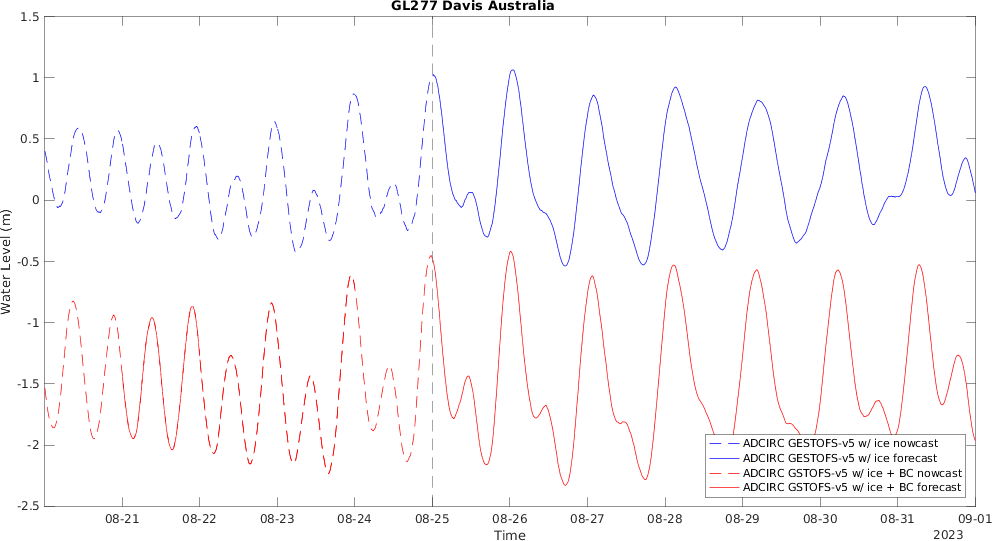 GL277 Davis Australia
1.5
1
0.5
0
-0.5
-1
-1.5
-2
-2.5
Water Level (m)
08-21 08-22 08-23 08-24 08-25 08-26 08-27 08-28 08-29 08-30 08-31 09-01
Time
2023
ADCIRC GESTOFS-v5 w/ ice nowcast
ADCIRC GESTOFS-v5 w/ ice forecast
ADCIRC GSTOFS-v5 w/ ice + BC nowcast
ADCIRC GSTOFS-v5 w/ ice + BC forecast